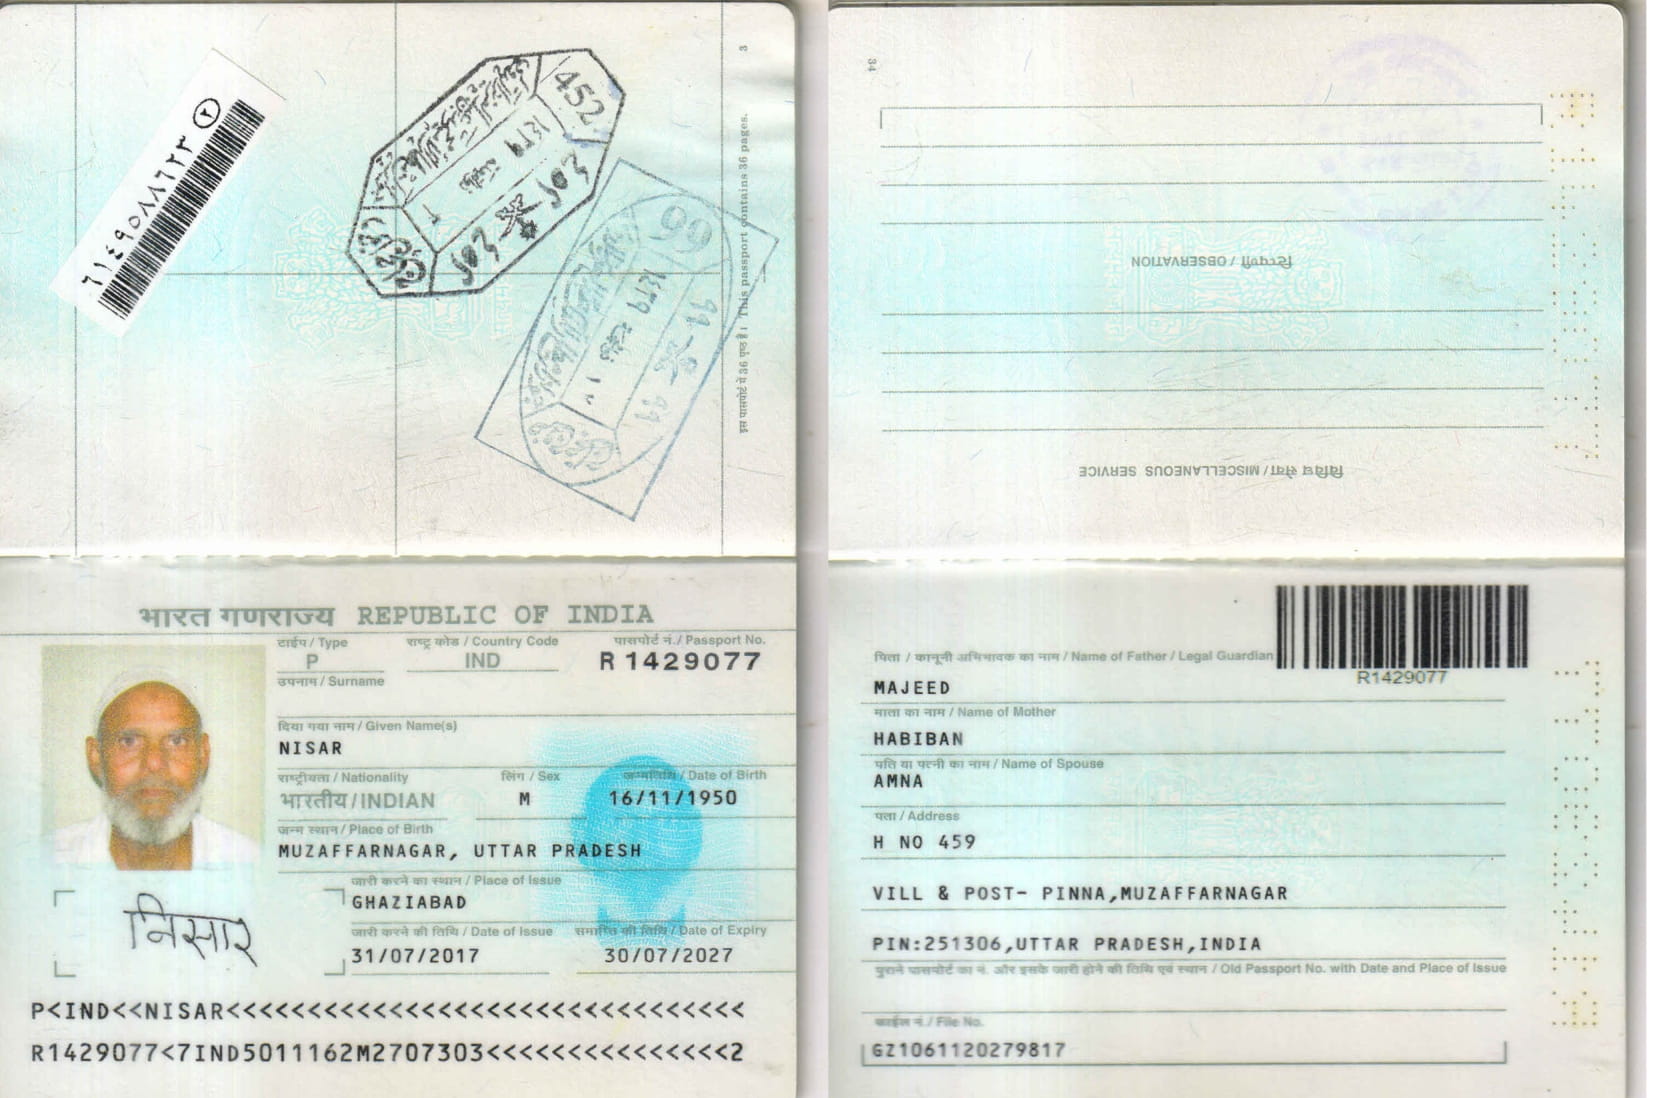 3
٦١٤٩٥٠٨٨٦٢٣ ٢
452
99
इस पासपोर्ट में 36 पृष्ठ हैं। This passport contains 36 pages.
भारत गणराज्य REPUBLIC OF INDIA
टाईप / Type राष्ट्र कोड / Country Code पासपोर्ट नं. / Passport No.
P IND R 1429077
उपनाम / Surname
दिया गया नाम / Given Name(s)
NISAR
राष्ट्रीयता / Nationality लिंग / Sex जन्मतिथि / Date of Birth
भारतीय / INDIAN M 16/11/1950
जन्म स्थान / Place of Birth
MUZAFFARNAGAR, UTTAR PRADESH
जारी करने का स्थान / Place of Issue
GHAZIABAD
जारी करने की तिथि / Date of Issue समाप्ति की तिथि / Date of Expiry
31/07/2017 30/07/2027
निसार
P<IND<<NISAR<<<<<<<<<<<<<<<<<<<<<<<<<<<<<<<<
R1429077<7IND5011162M2707303<<<<<<<<<<<<<<<2
34
टिप्पणी / OBSERVATION
विविध सेवा / MISCELLANEOUS SERVICE
R1429077
पिता / कानूनी अभिभावक का नाम / Name of Father / Legal Guardian
MAJEED
माता का नाम / Name of Mother
HABIBAN
पति या पत्नी का नाम / Name of Spouse
AMNA
पता / Address
H NO 459
VILL & POST- PINNA,MUZAFFARNAGAR
PIN:251306,UTTAR PRADESH,INDIA
पुराने पासपोर्ट का नं. और इसके जारी होने की तिथि एवं स्थान / Old Passport No. with Date and Place of Issue
फाईल नं. / File No.
GZ1061120279817